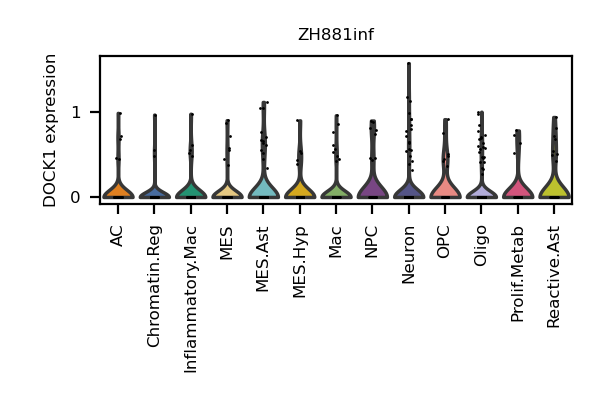 ZH881inf
DOCK1 expression
1
0
AC
Chromatin.Reg
Inflammatory.Mac
MES
MES.Ast
MES.Hyp
Mac
NPC
Neuron
OPC
Oligo
Prolif.Metab
Reactive.Ast